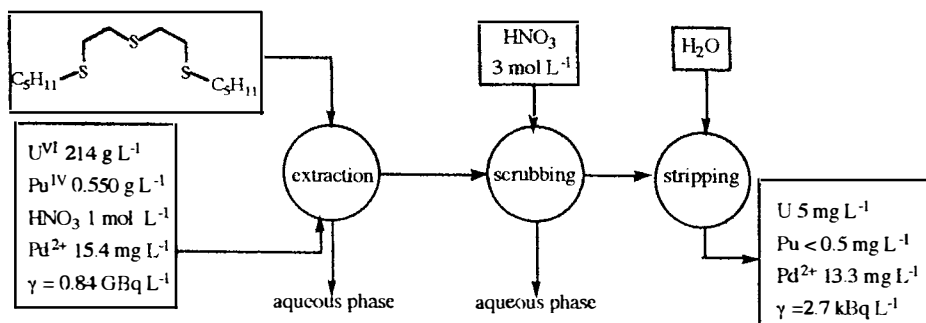 S
S
S
C₅H₁₁
C₅H₁₁
HNO₃
3 mol L⁻¹
H₂O
U^VI 214 g L⁻¹
Pu^IV 0.550 g L⁻¹
HNO₃ 1 mol L⁻¹
Pd²⁺ 15.4 mg L⁻¹
γ = 0.84 GBq L⁻¹
extraction
scrubbing
stripping
aqueous phase
aqueous phase
U 5 mg L⁻¹
Pu < 0.5 mg L⁻¹
Pd²⁺ 13.3 mg L⁻¹
γ =2.7 kBq L⁻¹